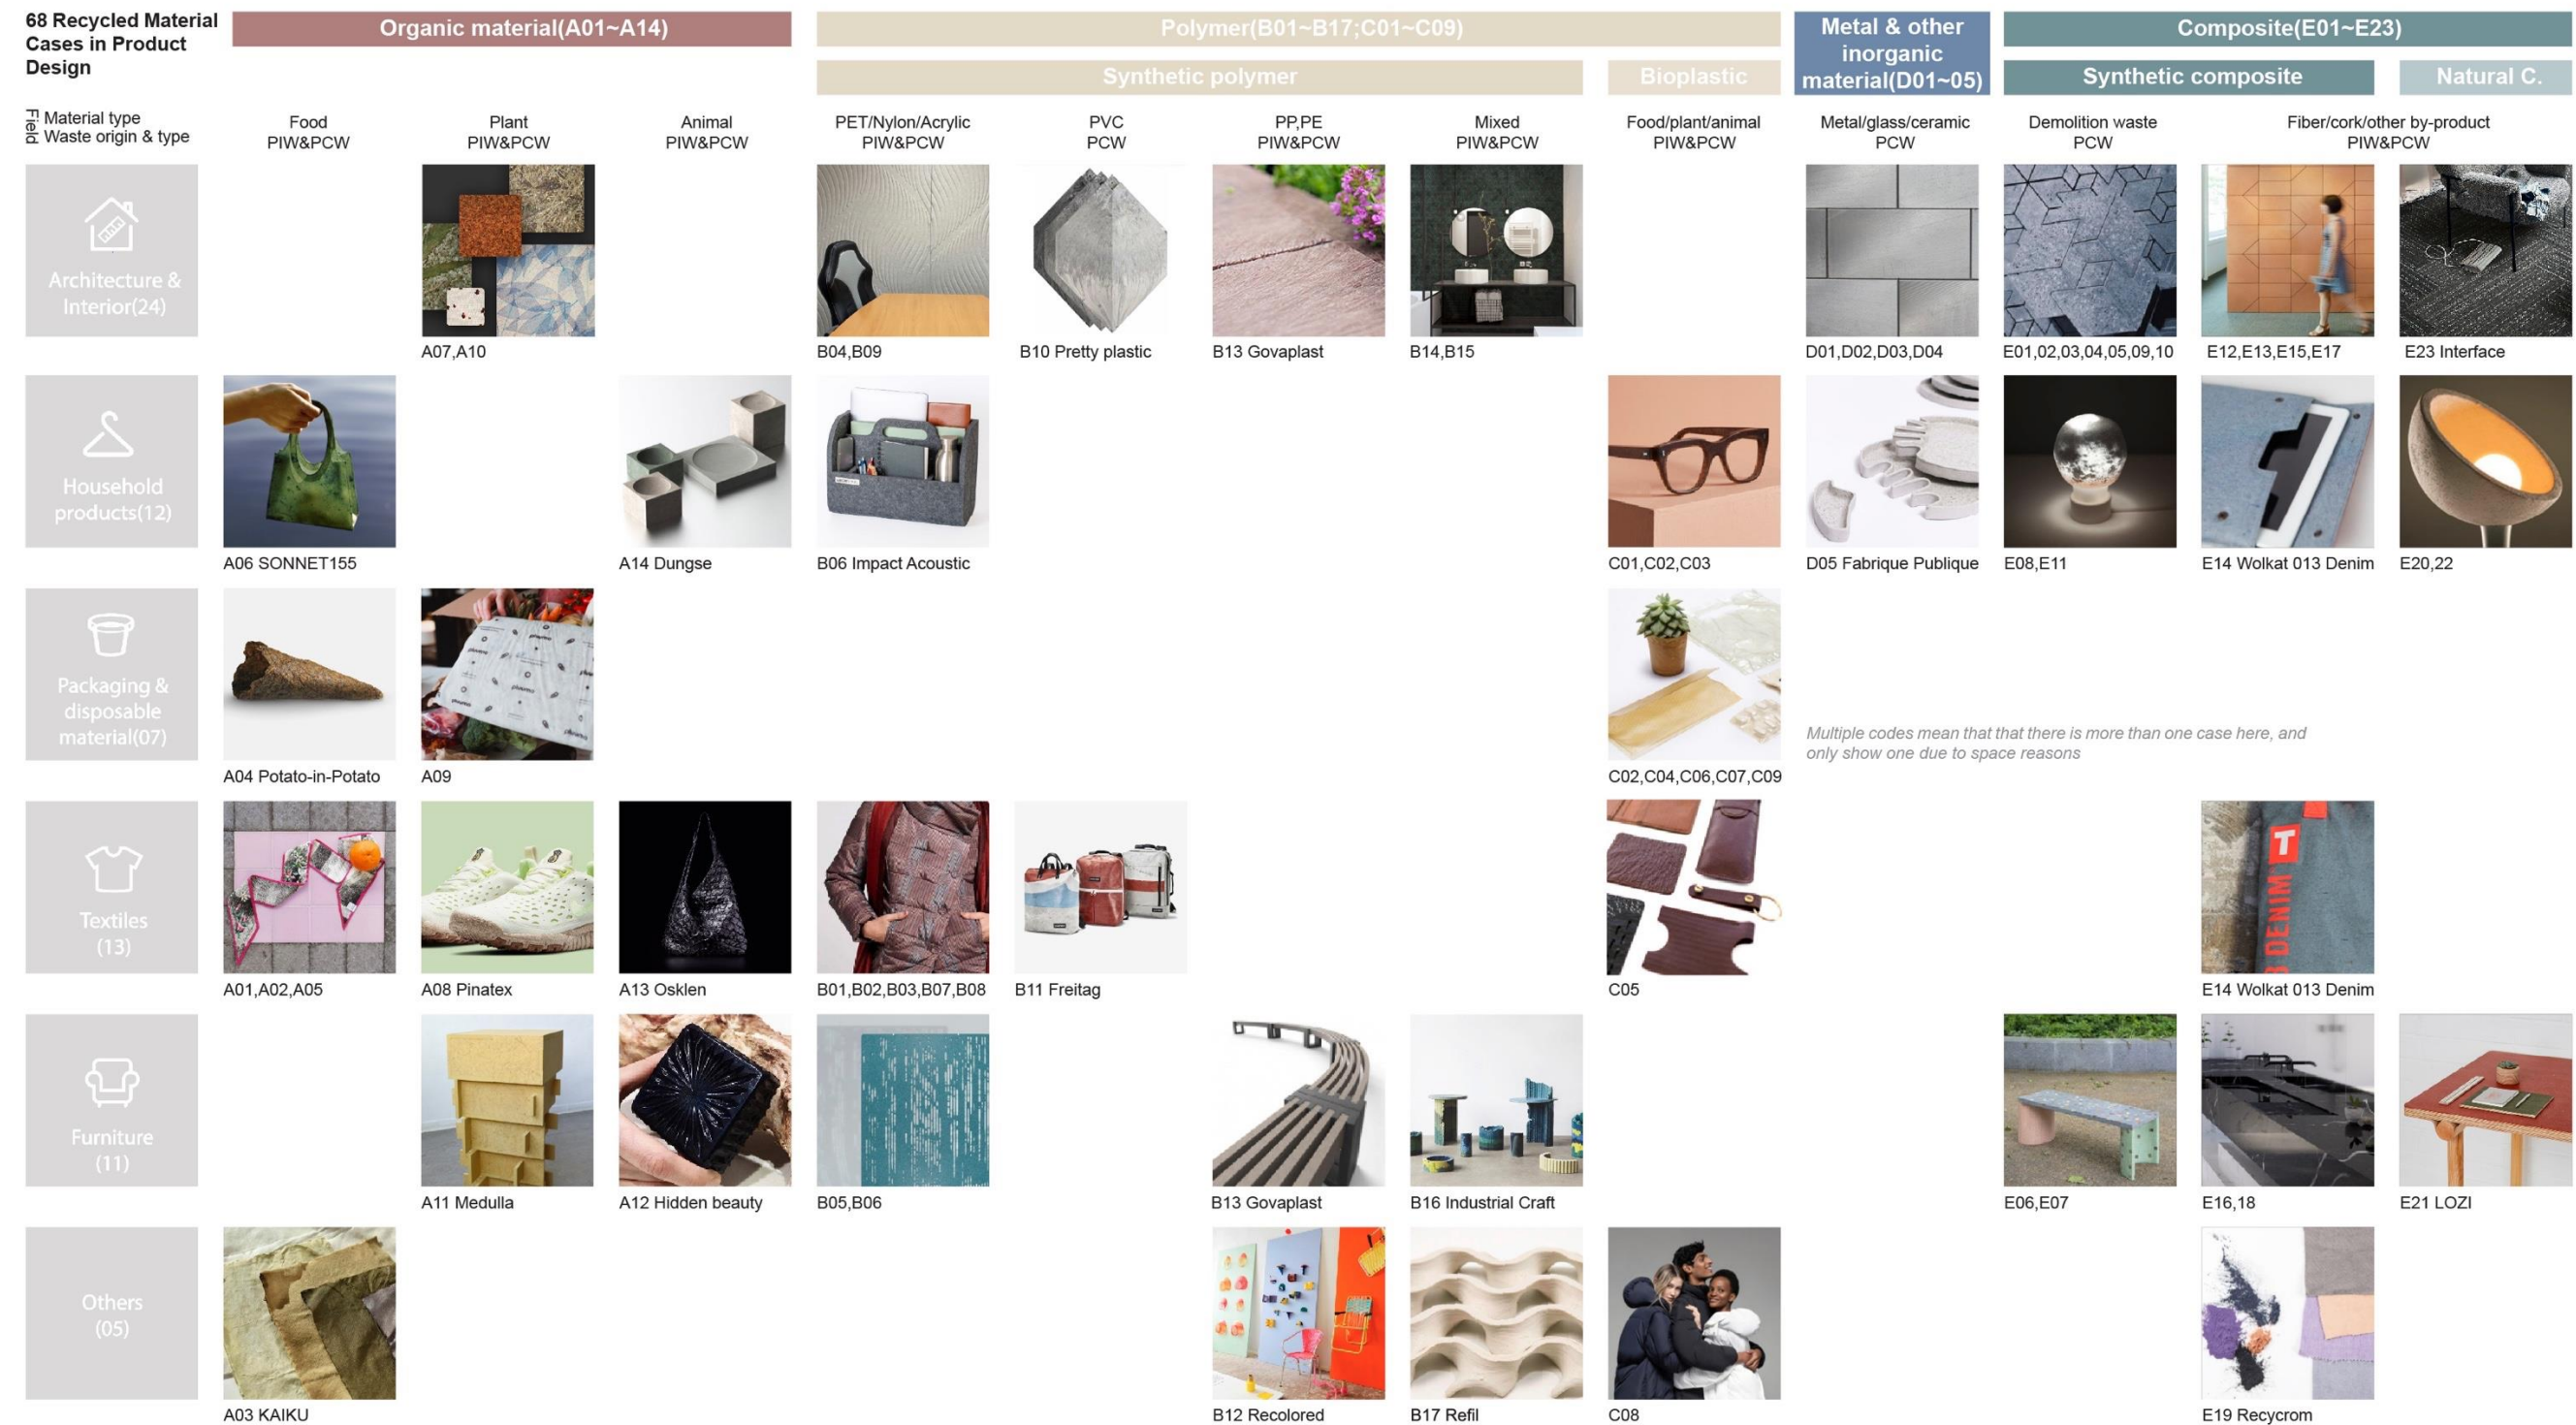 68 Recycled Material
Cases in Product
Design
Organic material(A01~A14)
Polymer(B01~B17;C01~C09)
Metal & other
inorganic
material(D01~05)
Composite(E01~E23)
Synthetic polymer
Bioplastic
Synthetic composite
Natural C.
Field
Material type
Waste origin & type
Food
PIW&PCW
Plant
PIW&PCW
Animal
PIW&PCW
PET/Nylon/Acrylic
PIW&PCW
PVC
PCW
PP,PE
PIW&PCW
Mixed
PIW&PCW
Food/plant/animal
PIW&PCW
Metal/glass/ceramic
PCW
Demolition waste
PCW
Fiber/cork/other by-product
PIW&PCW
Architecture &
Interior(24)
A07,A10
B04,B09
B10 Pretty plastic
B13 Govaplast
B14,B15
D01,D02,D03,D04
E01,02,03,04,05,09,10
E12,E13,E15,E17
E23 Interface
Household
products(12)
A06 SONNET155
A14 Dungse
B06 Impact Acoustic
C01,C02,C03
D05 Fabrique Publique
E08,E11
E14 Wolkat 013 Denim
E20,22
Packaging &
disposable
material(07)
A04 Potato-in-Potato
A09
C02,C04,C06,C07,C09
Multiple codes mean that that there is more than one case here, and
only show one due to space reasons
Textiles
(13)
T
DENIM
A01,A02,A05
A08 Pinatex
A13 Osklen
B01,B02,B03,B07,B08
B11 Freitag
C05
E14 Wolkat 013 Denim
Furniture
(11)
A11 Medulla
A12 Hidden beauty
B05,B06
B13 Govaplast
B16 Industrial Craft
E06,E07
E16,18
E21 LOZI
Others
(05)
A03 KAIKU
B12 Recolored
B17 Refil
C08
E19 Recycrom